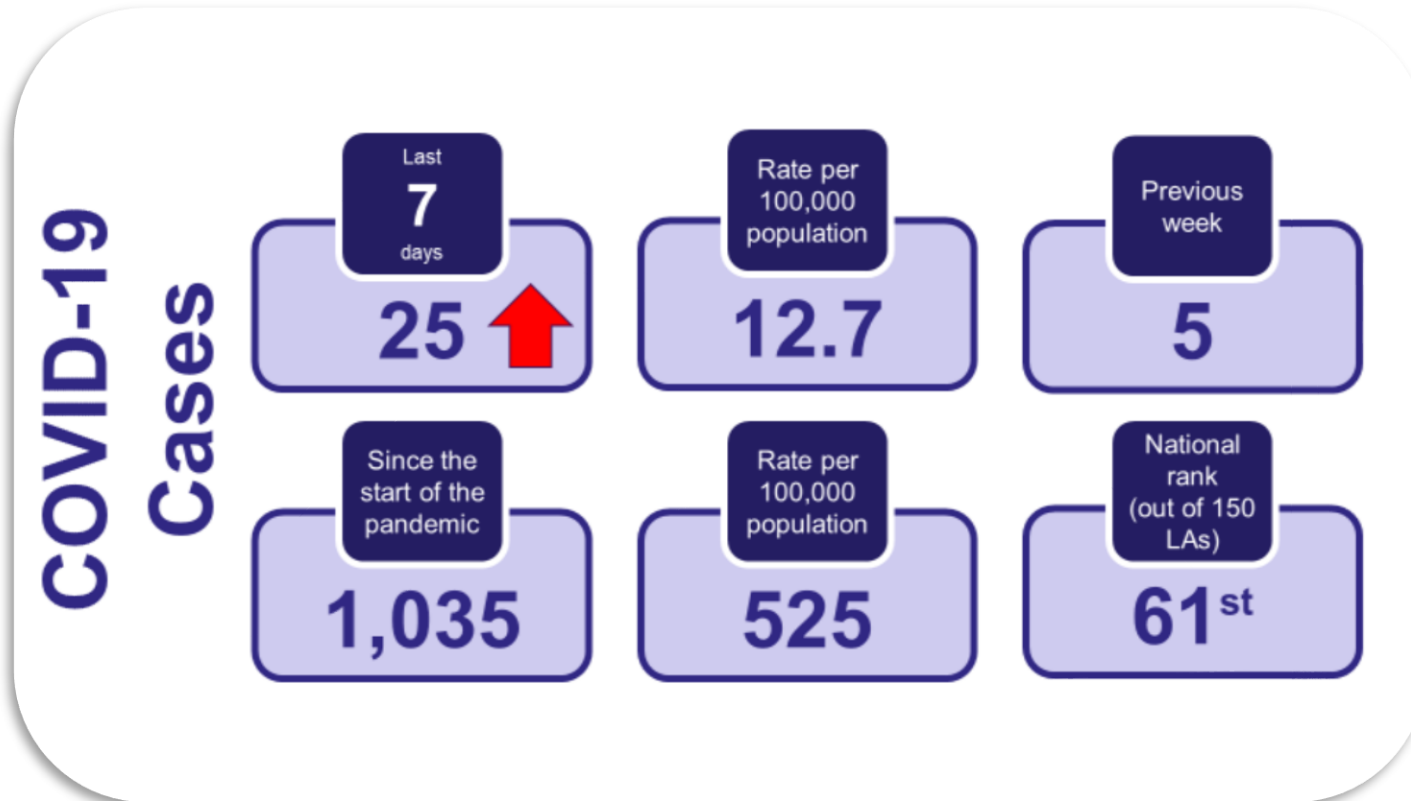 COVID-19
Cases
Last
7
days
25
Rate per
100,000
population
12.7
Previous
week
5
Since the
start of the
pandemic
1,035
Rate per
100,000
population
525
National
rank
(out of 150
LAs)
61st